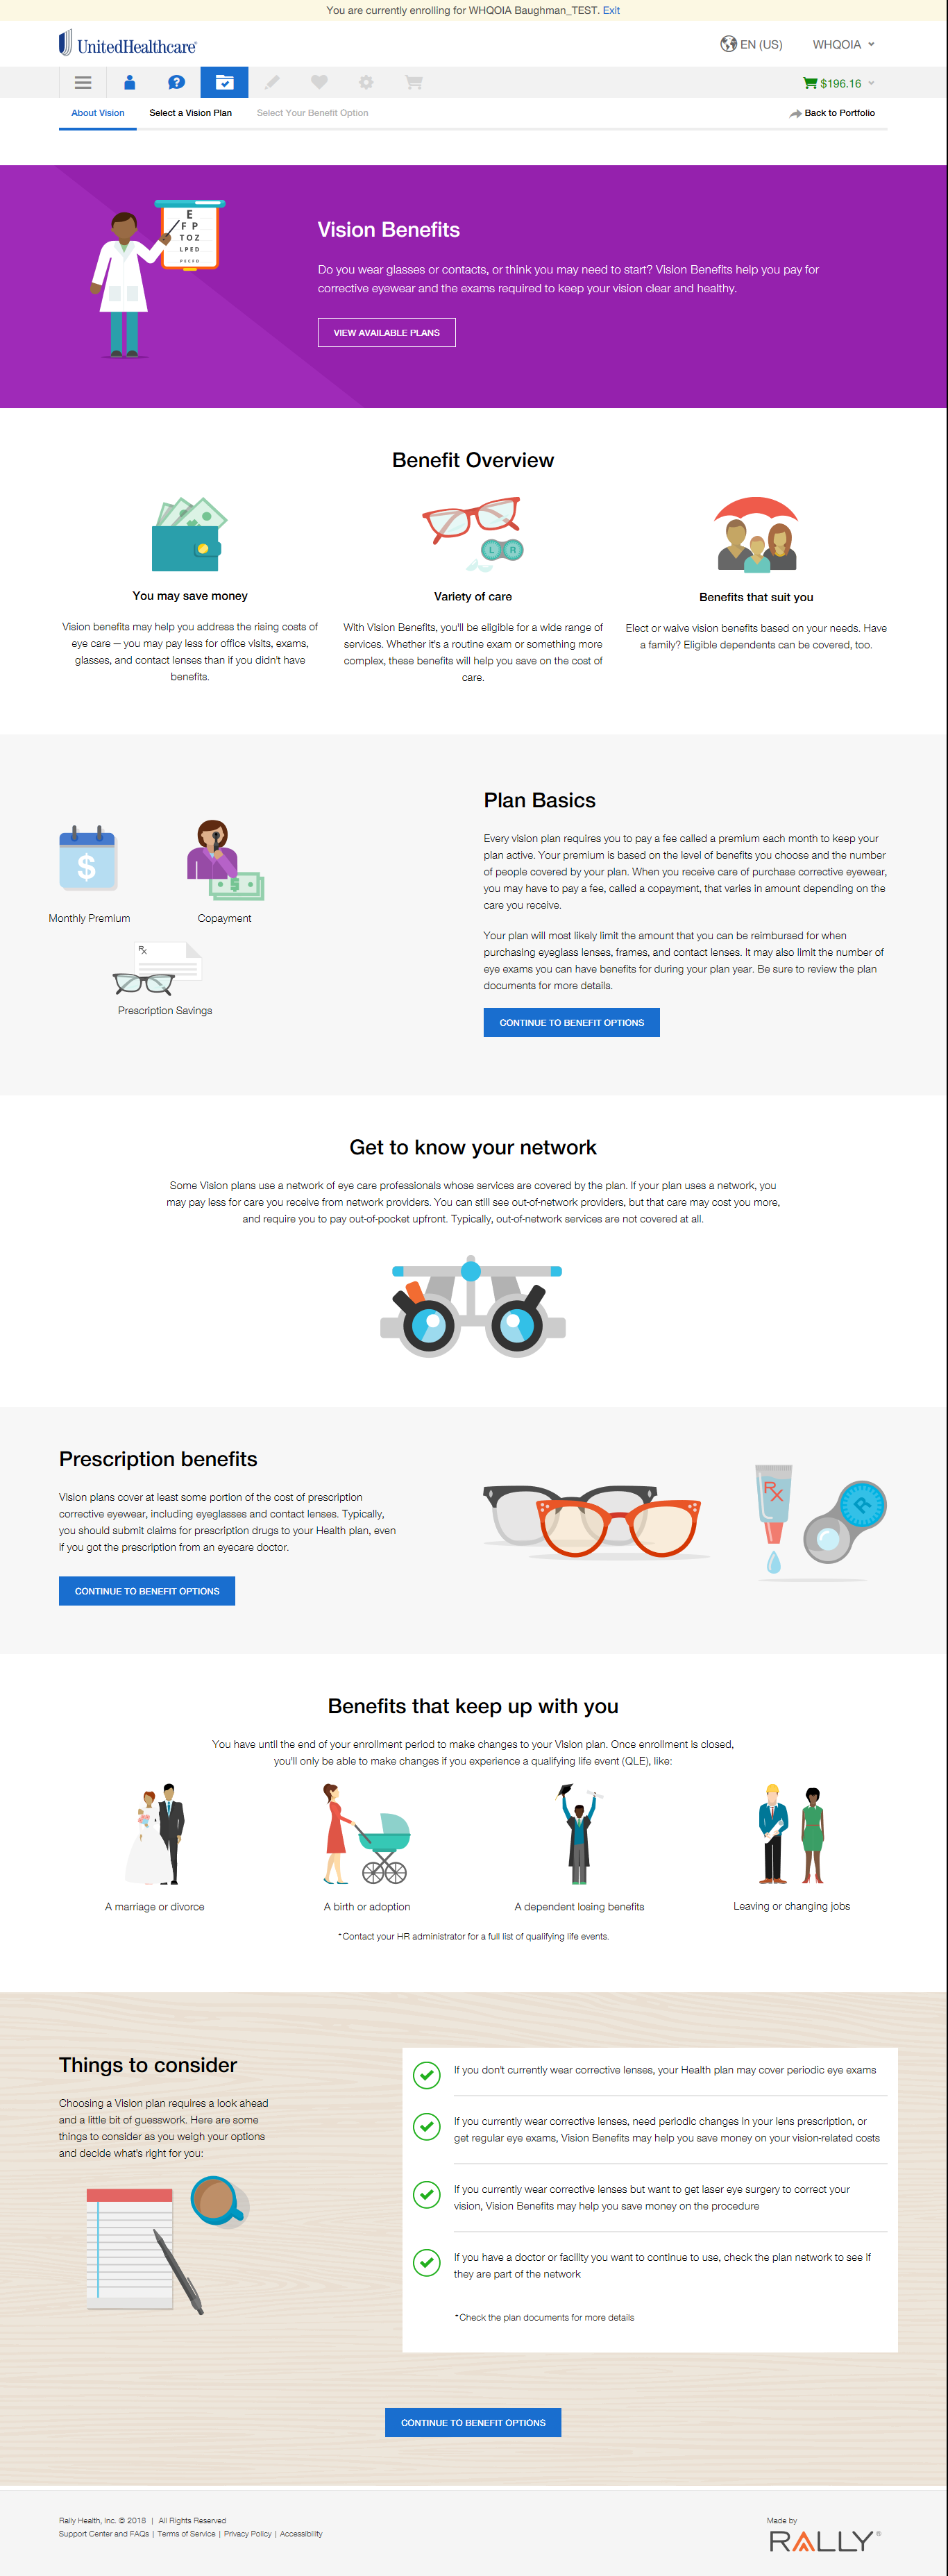 You are currently enrolling for WHQOIA Baughman_TEST. Exit
UnitedHealthcare
EN (US)
WHQOIA
$196.16
About Vision
Select a Vision Plan
Select Your Benefit Option
Back to Portfolio
E
F P
T O Z
L P E D
P E C F D
Vision Benefits
Do you wear glasses or contacts, or think you may need to start? Vision Benefits help you pay for
corrective eyewear and the exams required to keep your vision clear and healthy.
VIEW AVAILABLE PLANS
Benefit Overview
L R
You may save money
Vision benefits may help you address the rising costs of
eye care — you may pay less for office visits, exams,
glasses, and contact lenses than if you didn't have
benefits.
Variety of care
With Vision Benefits, you'll be eligible for a wide range of
services. Whether it's a routine exam or something more
complex, these benefits will help you save on the cost of
care.
Benefits that suit you
Elect or waive vision benefits based on your needs. Have
a family? Eligible dependents can be covered, too.
$
Monthly Premium
$
Copayment
Rx
Prescription Savings
Plan Basics
Every vision plan requires you to pay a fee called a premium each month to keep your
plan active. Your premium is based on the level of benefits you choose and the number
of people covered by your plan. When you receive care of purchase corrective eyewear,
you may have to pay a fee, called a copayment, that varies in amount depending on the
care you receive.
Your plan will most likely limit the amount that you can be reimbursed for when
purchasing eyeglass lenses, frames, and contact lenses. It may also limit the number of
eye exams you can have benefits for during your plan year. Be sure to review the plan
documents for more details.
CONTINUE TO BENEFIT OPTIONS
Get to know your network
Some Vision plans use a network of eye care professionals whose services are covered by the plan. If your plan uses a network, you
may pay less for care you receive from network providers. You can still see out-of-network providers, but that care may cost you more,
and require you to pay out-of-pocket upfront. Typically, out-of-network services are not covered at all.
Prescription benefits
Vision plans cover at least some portion of the cost of prescription
corrective eyewear, including eyeglasses and contact lenses. Typically,
you should submit claims for prescription drugs to your Health plan, even
if you got the prescription from an eyecare doctor.
CONTINUE TO BENEFIT OPTIONS
Rx
R
Benefits that keep up with you
You have until the end of your enrollment period to make changes to your Vision plan. Once enrollment is closed,
you'll only be able to make changes if you experience a qualifying life event (QLE), like:
A marriage or divorce
A birth or adoption
A dependent losing benefits
Leaving or changing jobs
*Contact your HR administrator for a full list of qualifying life events.
Things to consider
Choosing a Vision plan requires a look ahead
and a little bit of guesswork. Here are some
things to consider as you weigh your options
and decide what's right for you:
If you don't currently wear corrective lenses, your Health plan may cover periodic eye exams
If you currently wear corrective lenses, need periodic changes in your lens prescription, or
get regular eye exams, Vision Benefits may help you save money on your vision-related costs
If you currently wear corrective lenses but want to get laser eye surgery to correct your
vision, Vision Benefits may help you save money on the procedure
If you have a doctor or facility you want to continue to use, check the plan network to see if
they are part of the network
*Check the plan documents for more details
CONTINUE TO BENEFIT OPTIONS
Rally Health, Inc. © 2018 | All Rights Reserved
Support Center and FAQs | Terms of Service | Privacy Policy | Accessibility
Made by
RALLY®